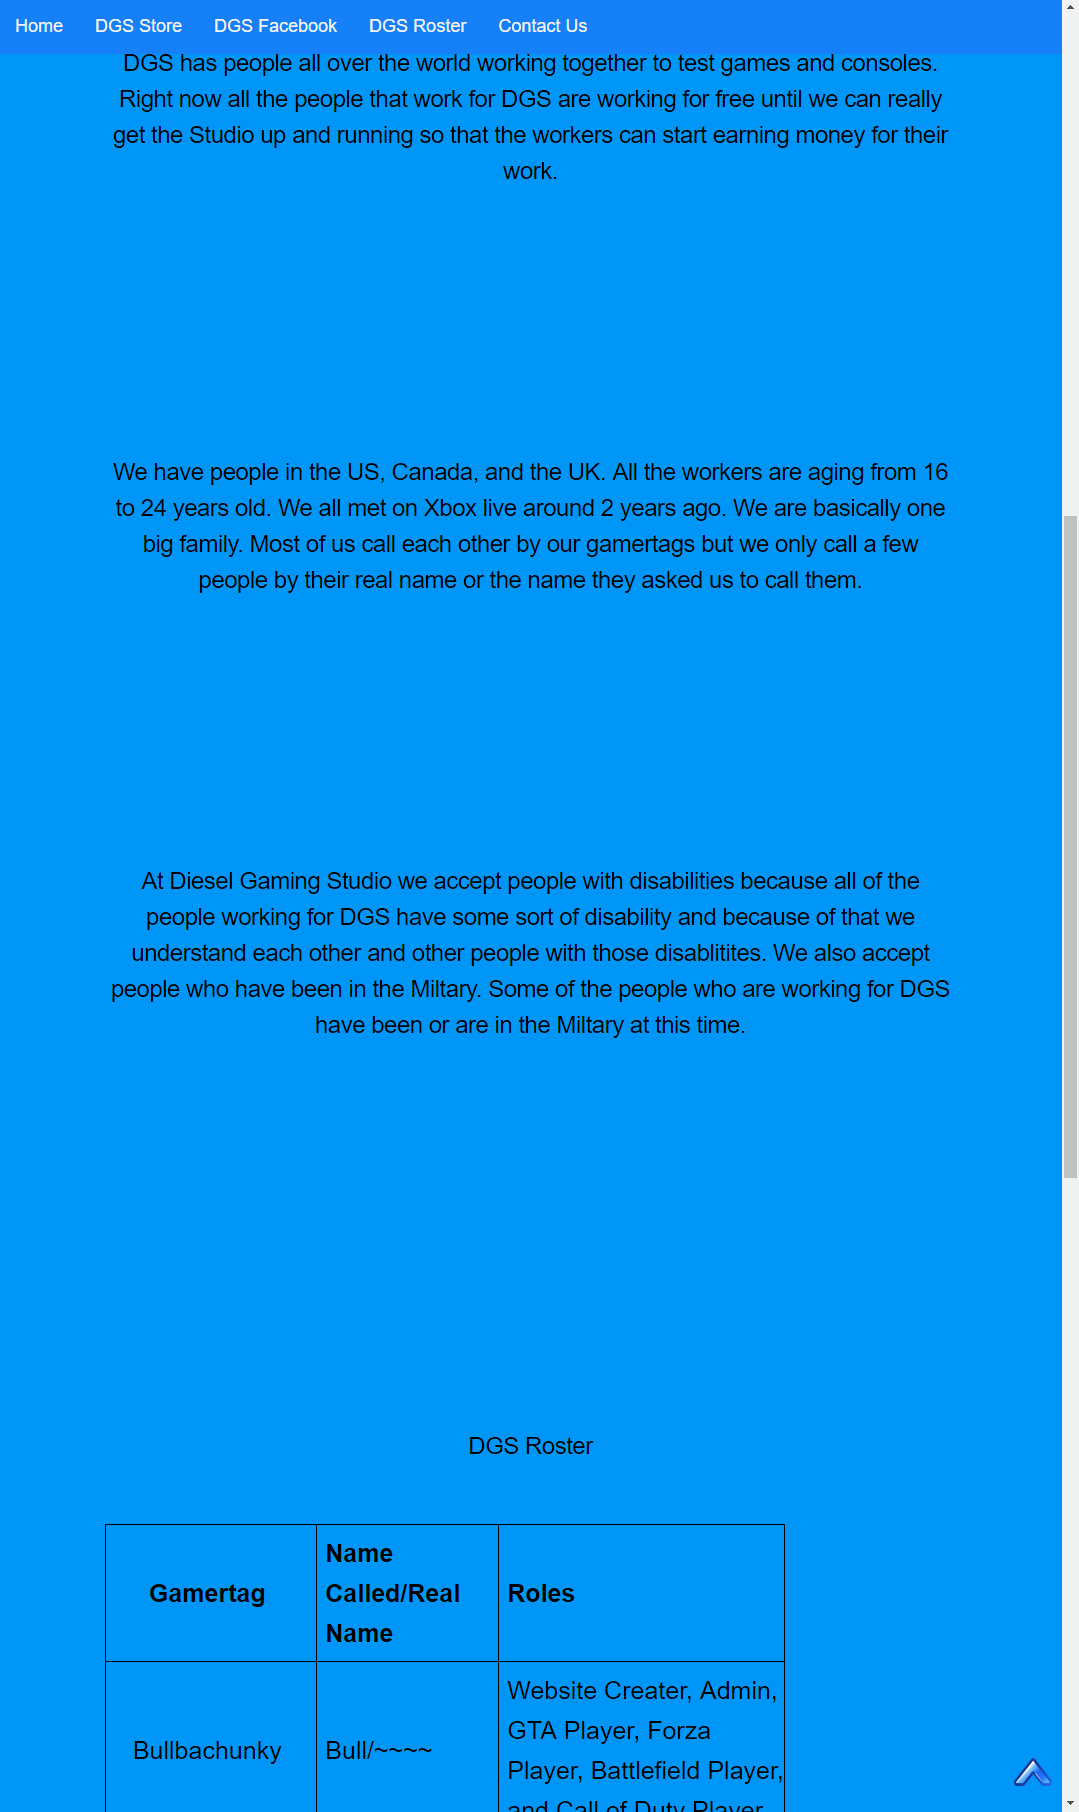 Home DGS Store DGS Facebook DGS Roster Contact Us
DGS has people all over the world working together to test games and consoles.
Right now all the people that work for DGS are working for free until we can really
get the Studio up and running so that the workers can start earning money for their
work.
We have people in the US, Canada, and the UK. All the workers are aging from 16
to 24 years old. We all met on Xbox live around 2 years ago. We are basically one
big family. Most of us call each other by our gamertags but we only call a few
people by their real name or the name they asked us to call them.
At Diesel Gaming Studio we accept people with disabilities because all of the
people working for DGS have some sort of disability and because of that we
understand each other and other people with those disablitites. We also accept
people who have been in the Miltary. Some of the people who are working for DGS
have been or are in the Miltary at this time.
DGS Roster
Gamertag
Name
Called/Real
Name
Roles
Bullbachunky
Bull/~~~~
Website Creater, Admin,
GTA Player, Forza
Player, Battlefield Player,
and Call of Duty Player